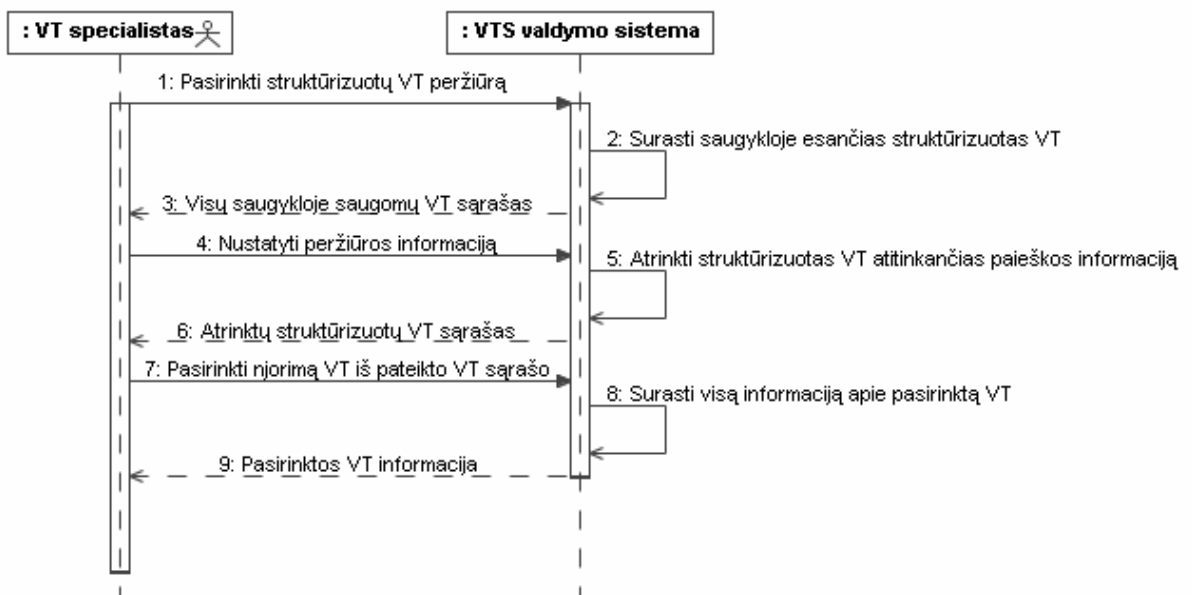 : VT specialistas
: VTS valdymo sistema
1: Pasirinkti struktūrizuotų VT peržiūrą
2: Surasti saugykloje esančias struktūrizuotas VT
3: Visų saugykloje saugomų VT sąrašas
4: Nustatyti peržiūros informaciją
5: Atrinkti struktūrizuotas VT atitinkančias paieškos informaciją
6: Atrinktų struktūrizuotų VT sąrašas
7: Pasirinkti njorimą VT iš pateikto VT sąrašo
8: Surasti visą informaciją apie pasirinktą VT
9: Pasirinktos VT informacija